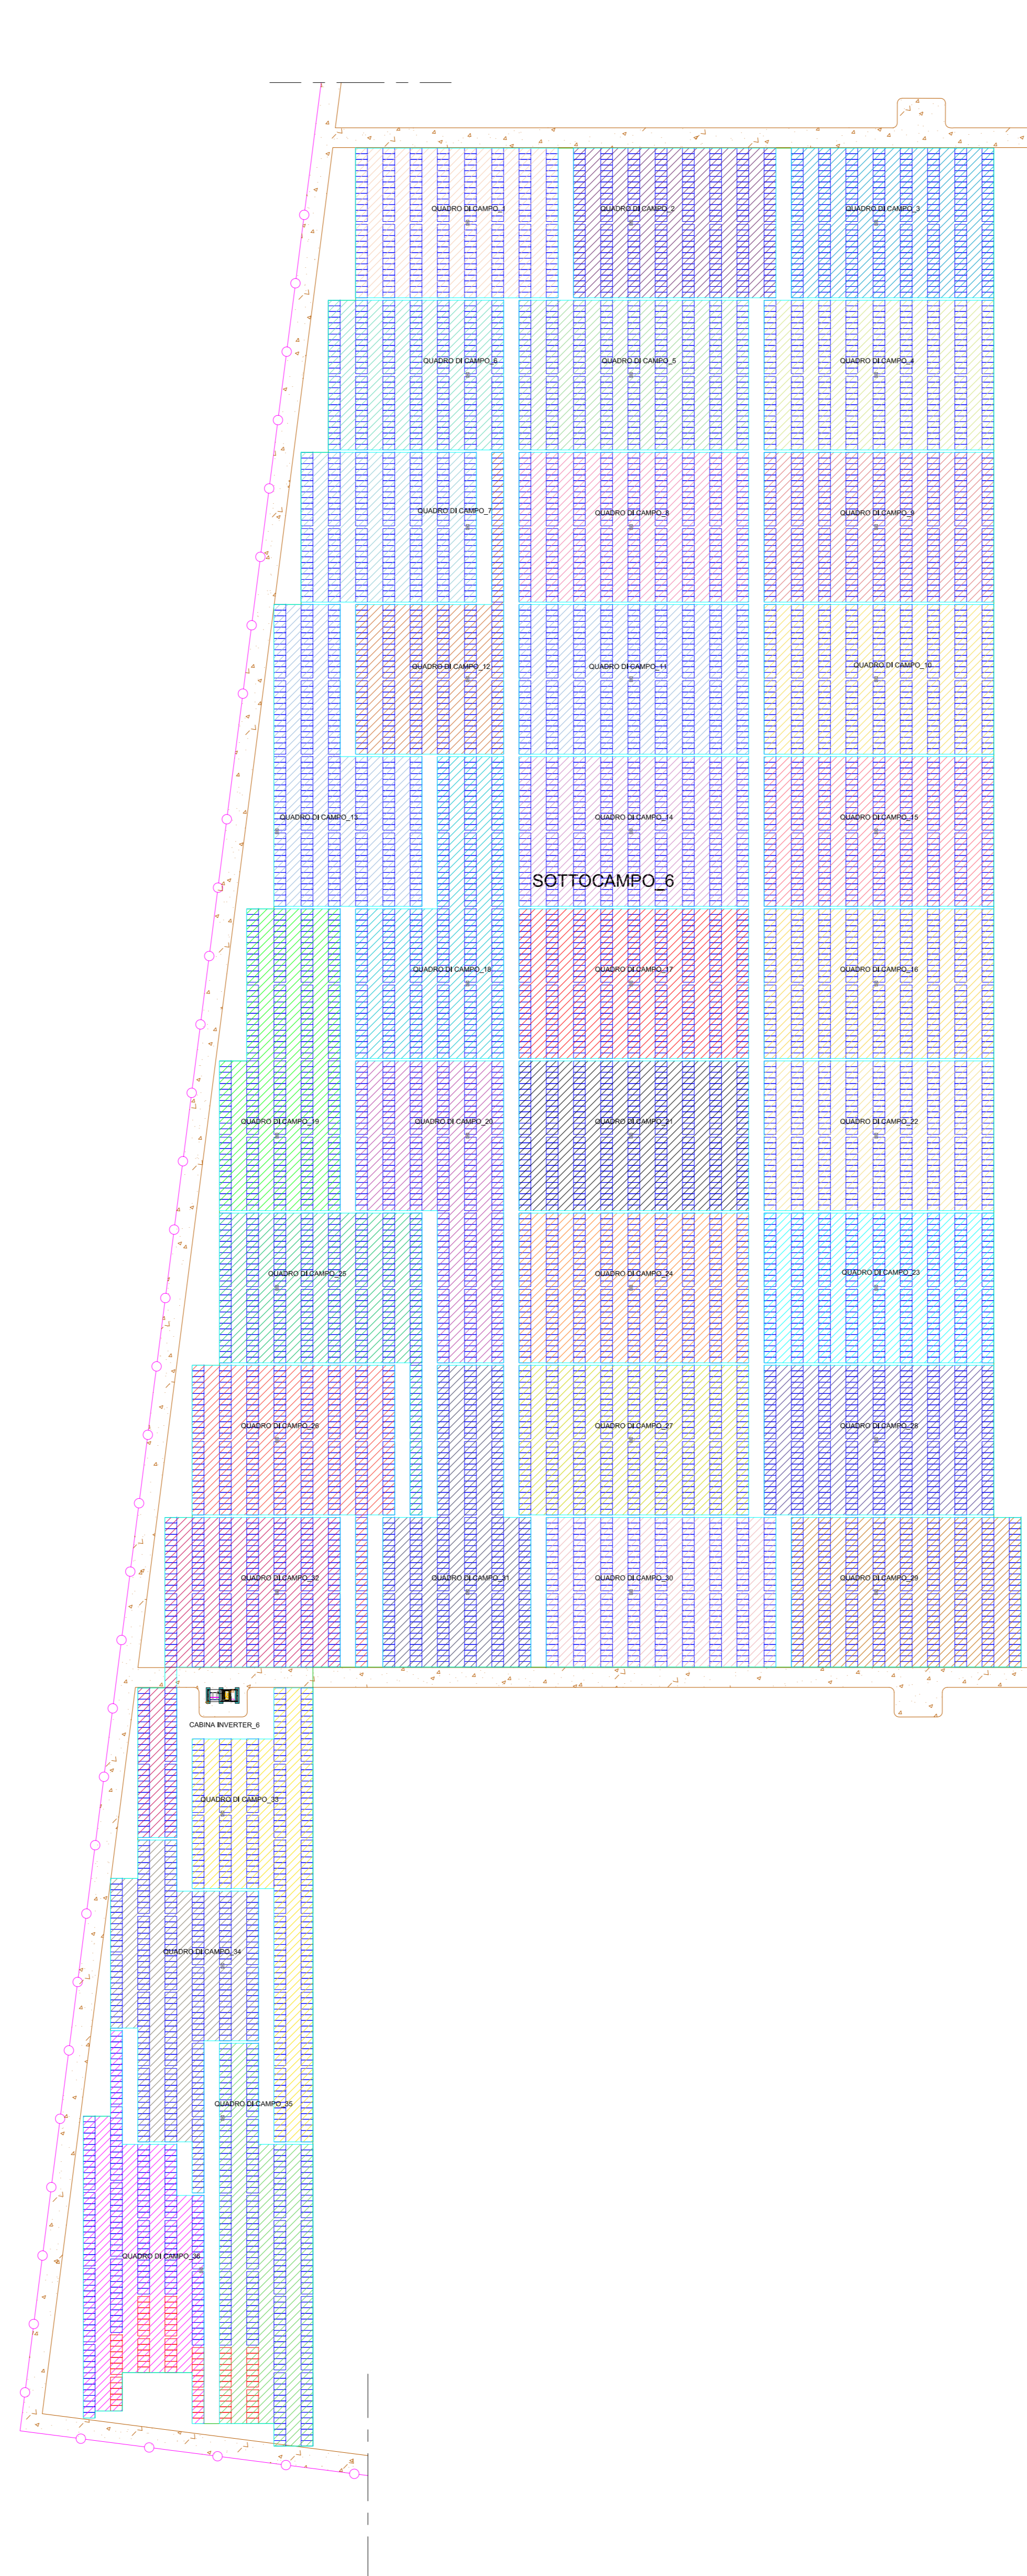 QUADRO DI CAMPO_1
QUADRO DI CAMPO_2
QUADRO DI CAMPO_3
QUADRO DI CAMPO_6
QUADRO DI CAMPO_5
QUADRO DI CAMPO_4
QUADRO DI CAMPO_7
QUADRO DI CAMPO_8
QUADRO DI CAMPO_9
QUADRO DI CAMPO_12
QUADRO DI CAMPO_11
QUADRO DI CAMPO_10
QUADRO DI CAMPO_13
QUADRO DI CAMPO_14
QUADRO DI CAMPO_15
SOTTOCAMPO_6
QUADRO DI CAMPO_18
QUADRO DI CAMPO_17
QUADRO DI CAMPO_16
QUADRO DI CAMPO_19
QUADRO DI CAMPO_20
QUADRO DI CAMPO_21
QUADRO DI CAMPO_22
QUADRO DI CAMPO_25
QUADRO DI CAMPO_24
QUADRO DI CAMPO_23
QUADRO DI CAMPO_26
QUADRO DI CAMPO_27
QUADRO DI CAMPO_28
QUADRO DI CAMPO_32
QUADRO DI CAMPO_31
QUADRO DI CAMPO_30
QUADRO DI CAMPO_29
CABINA INVERTER_6
QUADRO DI CAMPO_33
QUADRO DI CAMPO_34
QUADRO DI CAMPO_35
QUADRO DI CAMPO_36